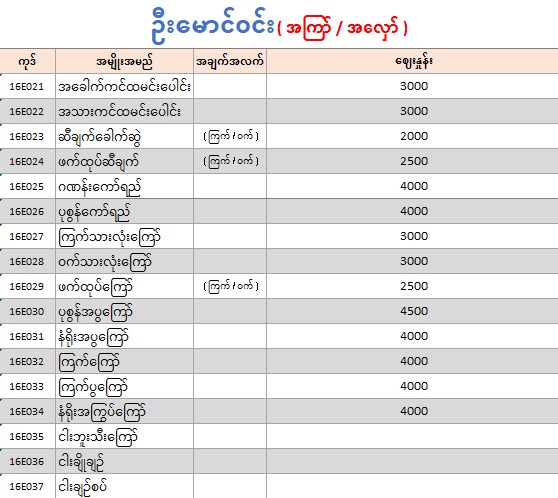 ဦးမောင်ဝင်း ( အကြော် / အလှော် )
ကုဒ် အမျိုးအမည် အချက်အလက် ဈေးနှုန်း
16E021 အခေါက်ကင်ထမင်းပေါင်း 3000
16E022 အသားကင်ထမင်းပေါင်း 3000
16E023 ဆီချက်ခေါက်ဆွဲ ( ကြက် / ဝက် ) 2000
16E024 ဖက်ထုပ်ဆီချက် ( ကြက် / ဝက် ) 2500
16E025 ဂဏန်းကော်ရည် 4000
16E026 ပုစွန်ကော်ရည် 4000
16E027 ကြက်သားလုံးကြော် 3000
16E028 ဝက်သားလုံးကြော် 3000
16E029 ဖက်ထုပ်ကြော် ( ကြက် / ဝက် ) 2500
16E030 ပုစွန်အပွကြော် 4500
16E031 နံရိုးအပွကြော် 4000
16E032 ကြက်ကြော် 4000
16E033 ကြက်ပွကြော် 4000
16E034 နံရိုးအကြွပ်ကြော် 4000
16E035 ငါးဘူးသီးကြော်
16E036 ငါးချိုချဉ်
16E037 ငါးချဉ်စပ်